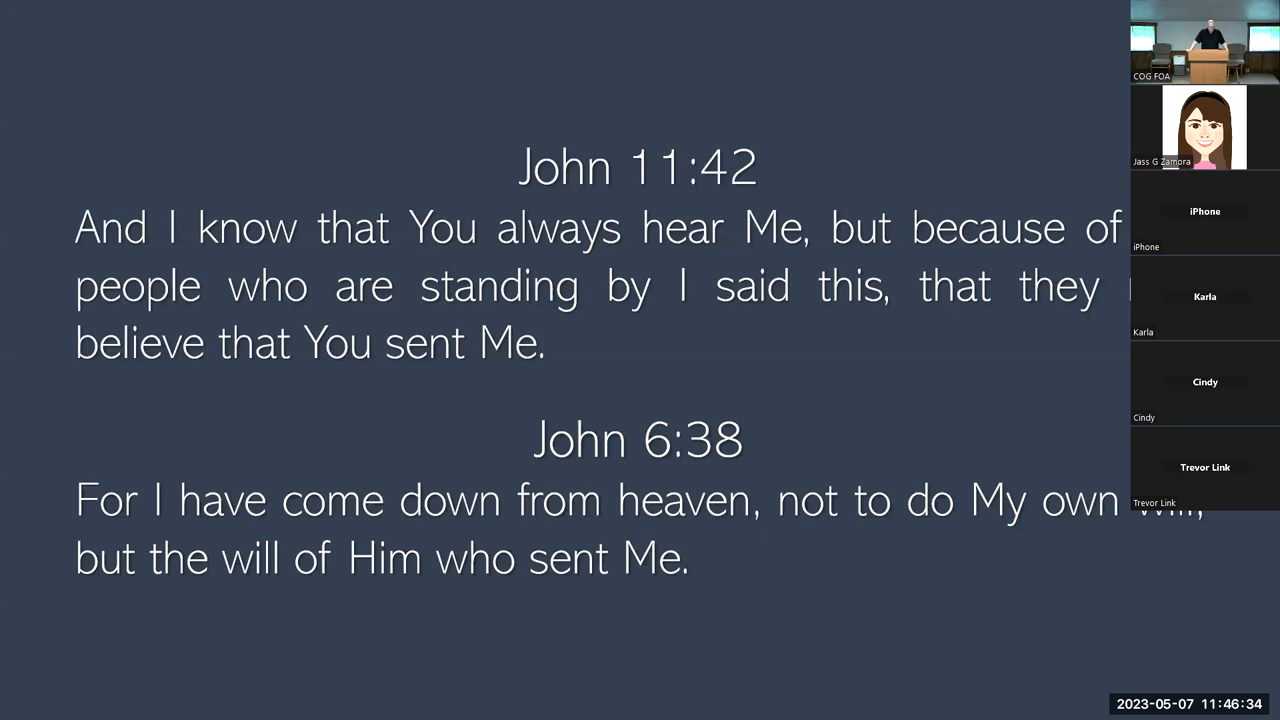 John 11:42
And I know that You always hear Me, but because of
people who are standing by I said this, that they
believe that You sent Me.
John 6:38
For I have come down from heaven, not to do My own will,
but the will of Him who sent Me.
COG FOA
Jass G Zamora
iPhone
iPhone
Karla
Karla
Cindy
Cindy
Trevor Link
Trevor Link
2023-05-07 11:46:34